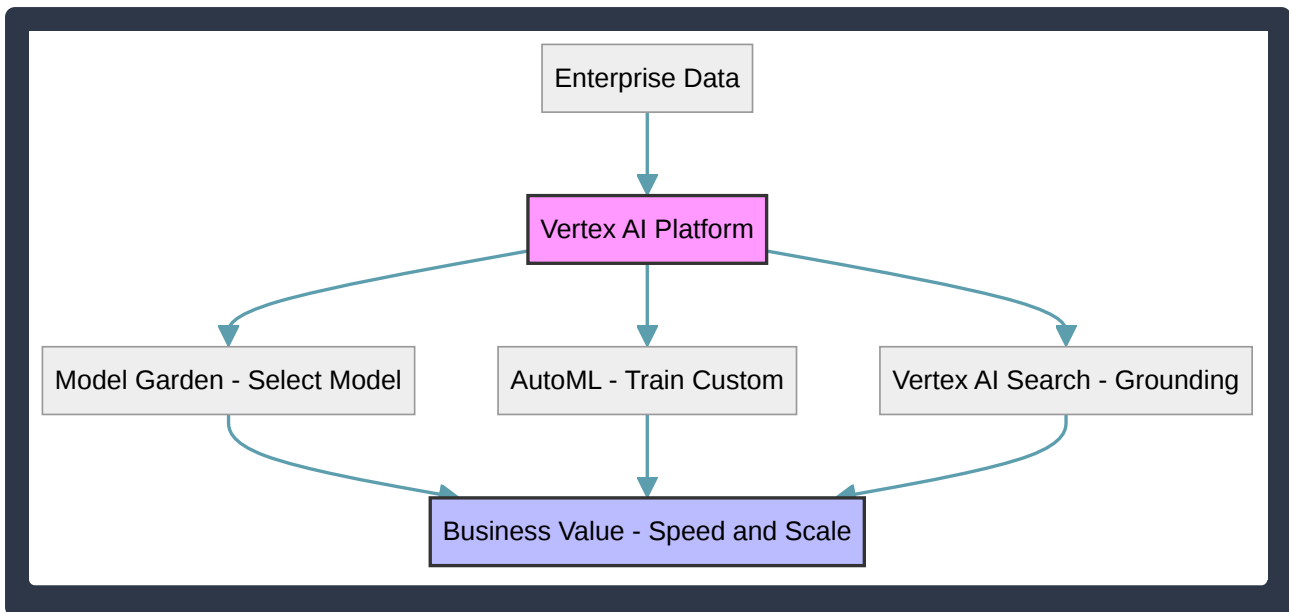 Enterprise Data
Vertex AI Platform
Model Garden - Select Model
AutoML - Train Custom
Vertex AI Search - Grounding
Business Value - Speed and Scale